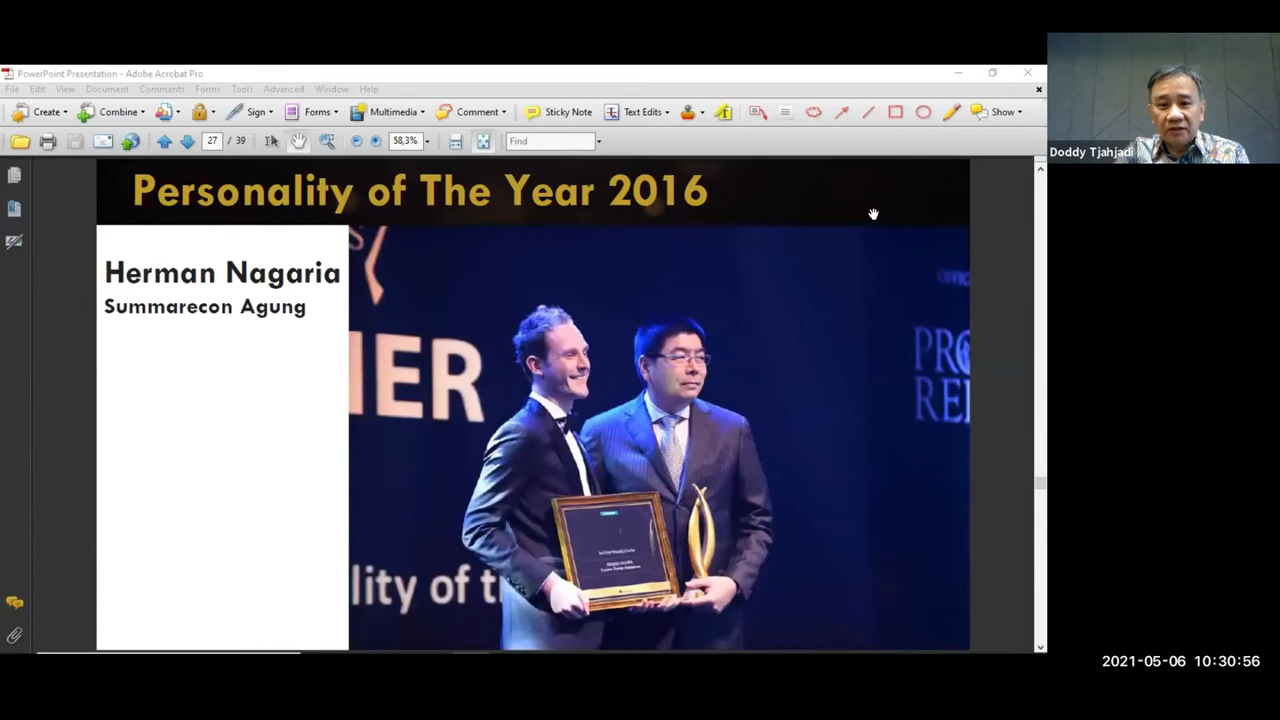 PowerPoint Presentation - Adobe Acrobat Pro
File Edit View Document Comments Forms Tools Advanced Window Help
Create Combine Sign Forms Multimedia Comment Sticky Note Text Edits Show
27 / 39 58,3% Find
Doddy Tjahjadi
Personality of The Year 2016
Herman Nagaria
Summarecon Agung
IER
lity of t
PRO
RE
2021-05-06 10:30:56